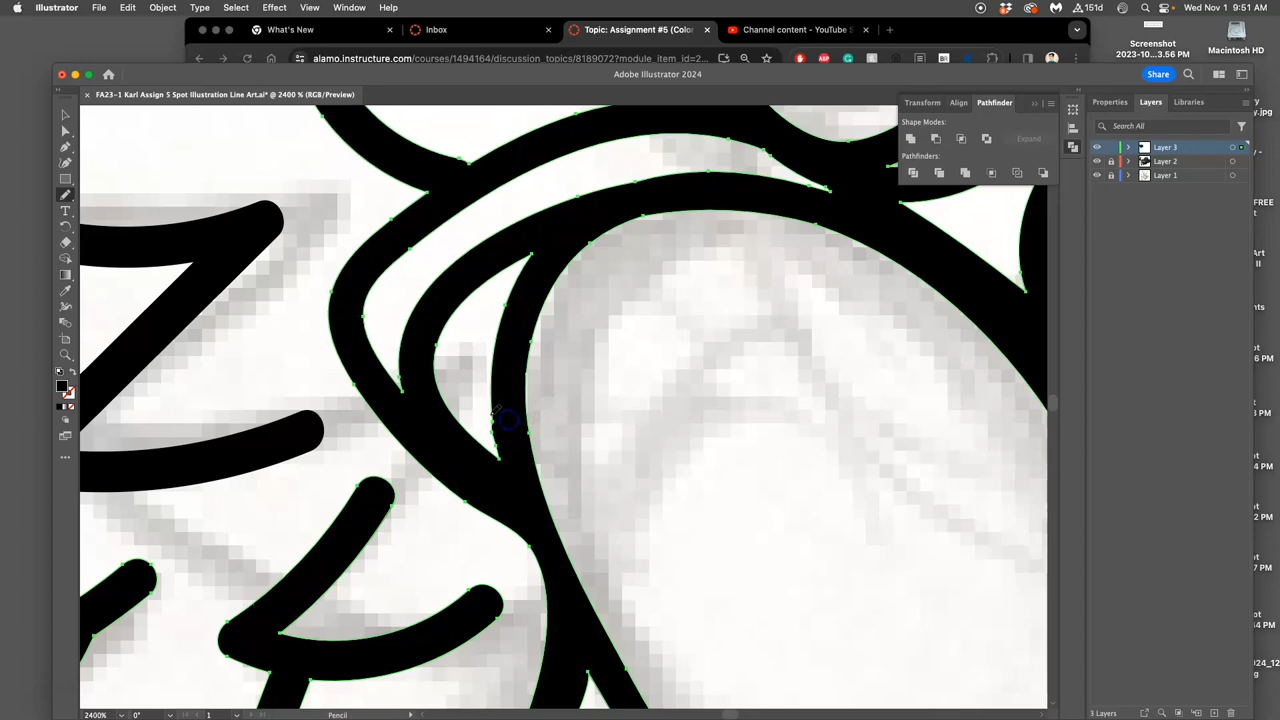 Illustrator File Edit Object Type Select Effect View Window Help 151d Wed Nov 1 9:51 AM
What's New Inbox Topic: Assignment #5 (Color Channel content - YouTube S
alamo.instructure.com/courses/1494164/discussion_topics/8189072?module_item_id=2...
Screenshot
2023-10...3.56 PM
Macintosh HD
Adobe Illustrator 2024
Share
FA23-1 Karl Assign 5 Spot Illustration Line Art.ai* @ 2400 % (RGB/Preview)
Transform Align Pathfinder
Shape Modes:
Expand
Pathfinders:
Properties Layers Libraries
Search All
Layer 3
Layer 2
Layer 1
FREE
3 Layers
2400% 0° 1 Pencil